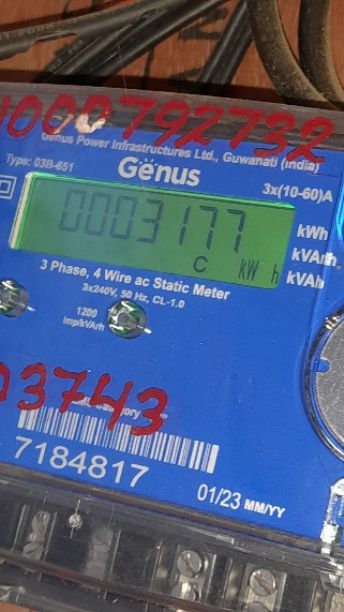 1000792732
Genus Power Infrastructures Ltd., Guwahati (India)
Type: 03B-651
Genus
3x(10-60)A
0003177
C kW h
kWh
kVArh
kVAh
3 Phase, 4 Wire ac Static Meter
3x240V, 50 Hz, CL-1.0
1200
imp/kVArh
03743
7184817
01/23 MM/YY